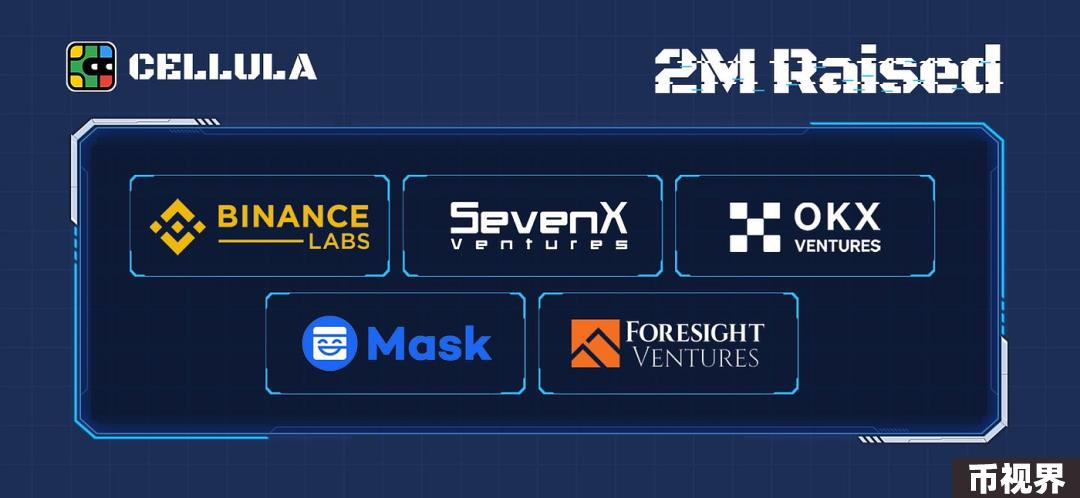 CELLULA
2M Raised
BINANCE
LABS
SevenX
Ventures
OKX
VENTURES
Mask
FORESIGHT
VENTURES
币视界